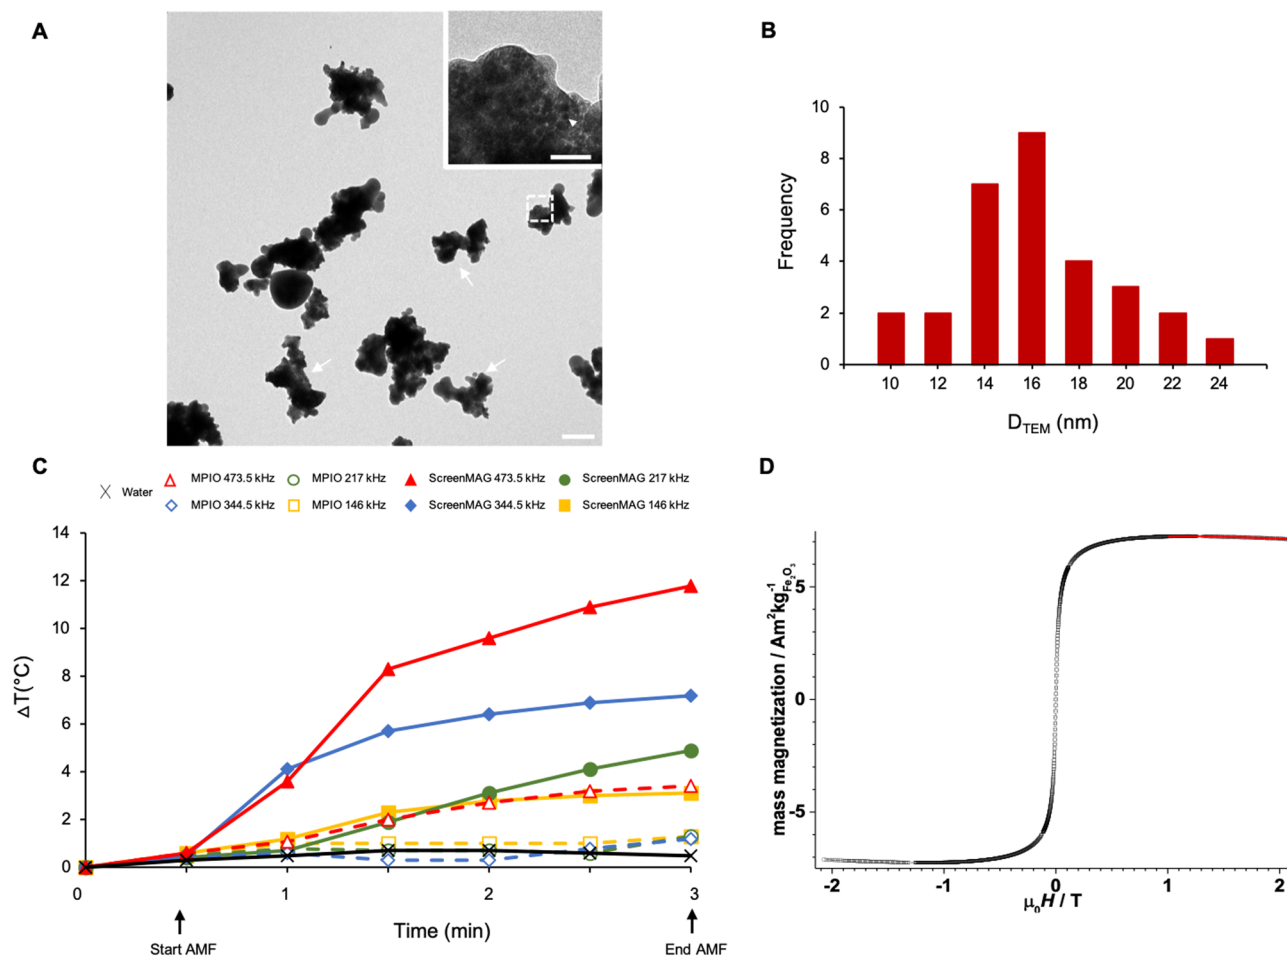 A
B
10
8
6
4
2
0
Frequency
10 12 14 16 18 20 22 24
D_TEM (nm)
C
Water
MPIO 473.5 kHz
MPIO 217 kHz
ScreenMAG 473.5 kHz
ScreenMAG 217 kHz
MPIO 344.5 kHz
MPIO 146 kHz
ScreenMAG 344.5 kHz
ScreenMAG 146 kHz
14
12
10
8
6
4
2
0
ΔT(°C)
0 1 2 3
Time (min)
Start AMF
End AMF
D
mass magnetization / Am²kg⁻¹Fe₂O₃
5
0
-5
-2 -1 0 1 2
μ₀H / T